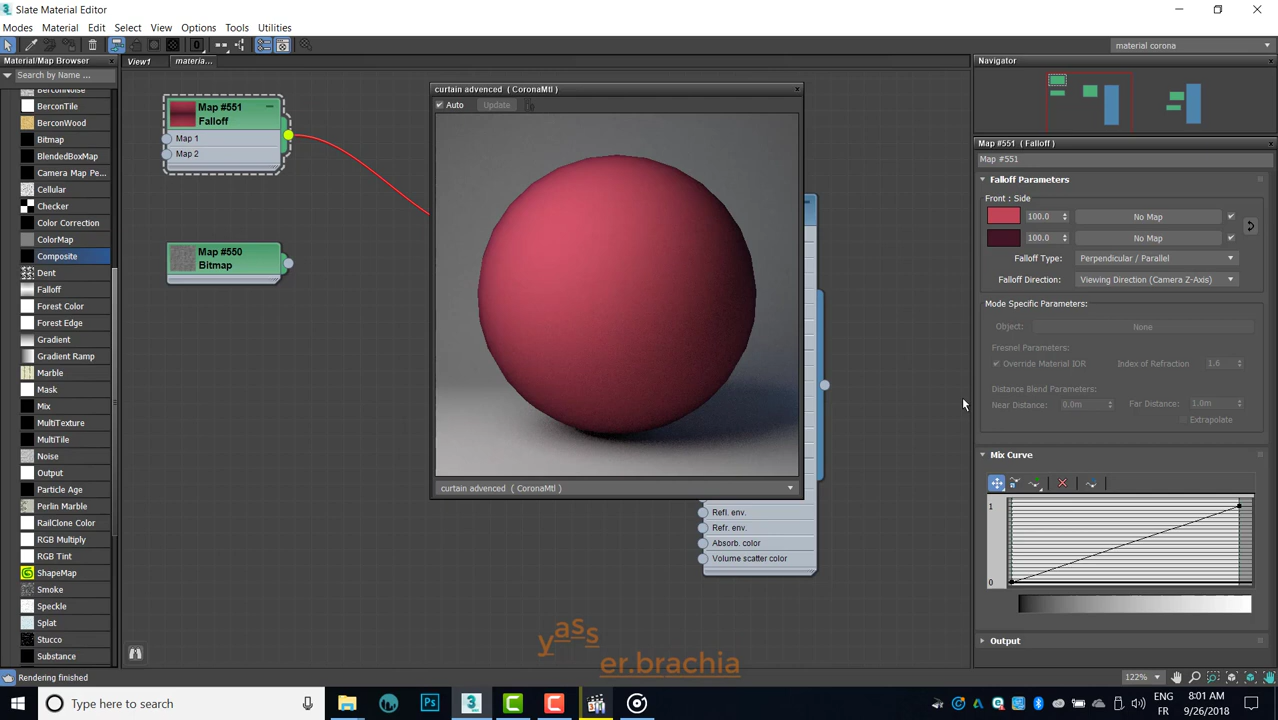 Slate Material Editor
Modes Material Edit Select View Options Tools Utilities
material corona
Material/Map Browser
View1
materia...
Navigator
Search by Name ...
BerconNoise
BerconTile
BerconWood
Bitmap
BlendedBoxMap
Camera Map Pe...
Cellular
Checker
Color Correction
ColorMap
Composite
Dent
Falloff
Forest Color
Forest Edge
Gradient
Gradient Ramp
Marble
Mask
Mix
MultiTexture
MultiTile
Noise
Output
Particle Age
Perlin Marble
RailClone Color
RGB Multiply
RGB Tint
ShapeMap
Smoke
Speckle
Splat
Stucco
Substance
Map #551
Falloff
Map 1
Map 2
Map #550
Bitmap
curtain advenced ( CoronaMtl )
Auto
Update
curtain advenced ( CoronaMtl )
Refl. env.
Refr. env.
Absorb. color
Volume scatter color
Map #551 ( Falloff )
Map #551
Falloff Parameters
Front : Side
100.0 No Map
100.0 No Map
Falloff Type: Perpendicular / Parallel
Falloff Direction: Viewing Direction (Camera Z-Axis)
Mode Specific Parameters:
Object: None
Fresnel Parameters:
Override Material IOR Index of Refraction 1.6
Distance Blend Parameters:
Near Distance: 0.0m Far Distance: 1.0m
Extrapolate
Mix Curve
1
0
Output
yasser.brachia
Rendering finished
122%
Type here to search
Ps
3
ENG
FR
8:01 AM
9/26/2018